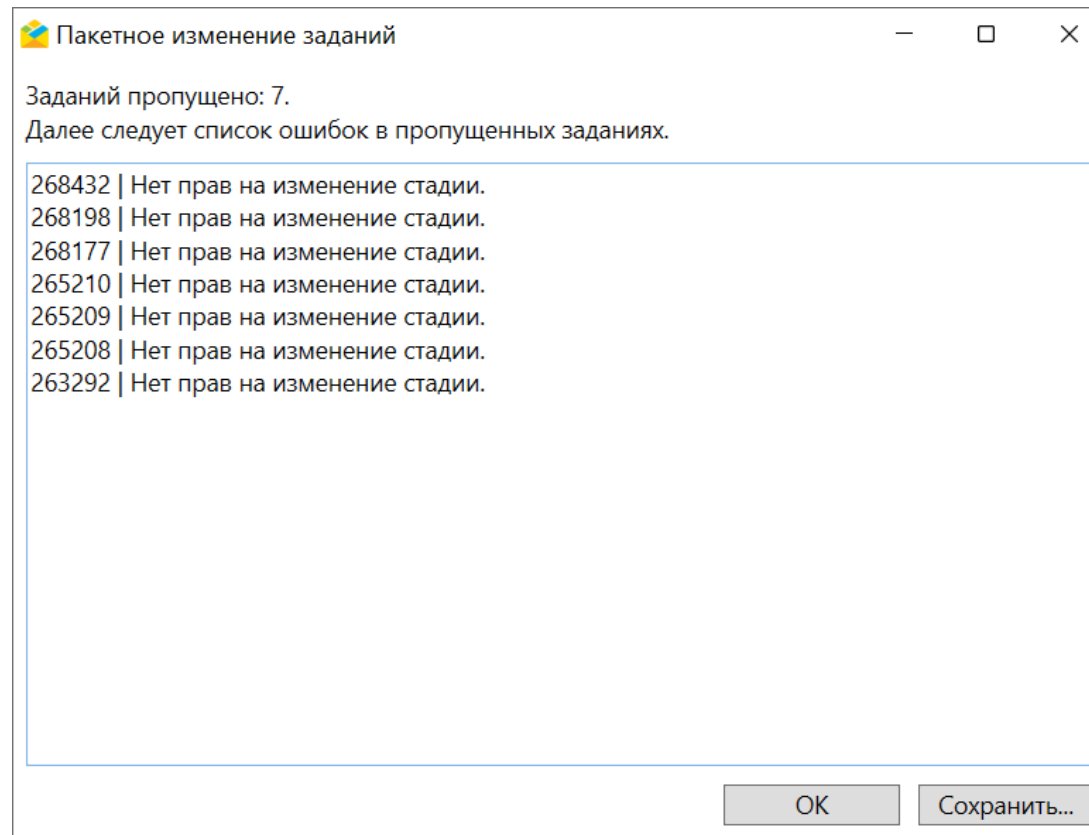 Пакетное изменение заданий
Заданий пропущено: 7.
Далее следует список ошибок в пропущенных заданиях.
268432 | Нет прав на изменение стадии.
268198 | Нет прав на изменение стадии.
268177 | Нет прав на изменение стадии.
265210 | Нет прав на изменение стадии.
265209 | Нет прав на изменение стадии.
265208 | Нет прав на изменение стадии.
263292 | Нет прав на изменение стадии.
OK
Сохранить...